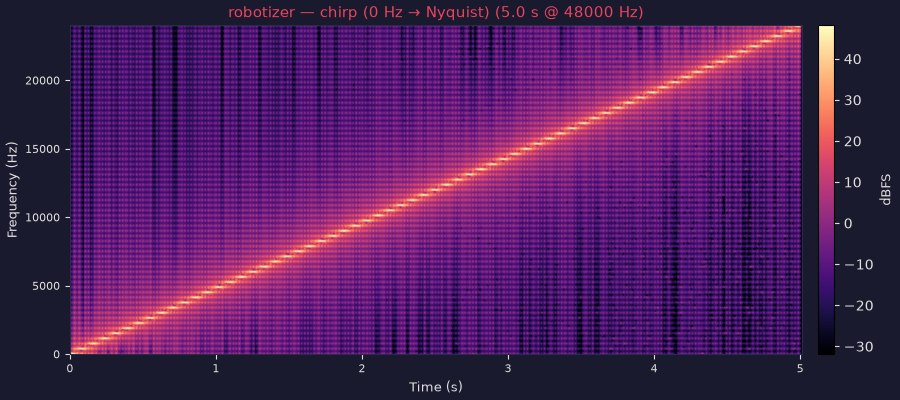 robotizer — chirp (0 Hz → Nyquist) (5.0 s @ 48000 Hz)
Frequency (Hz)
20000
15000
10000
5000
0
0 1 2 3 4 5
Time (s)
40
30
20
10
0
−10
−20
−30
dBFS